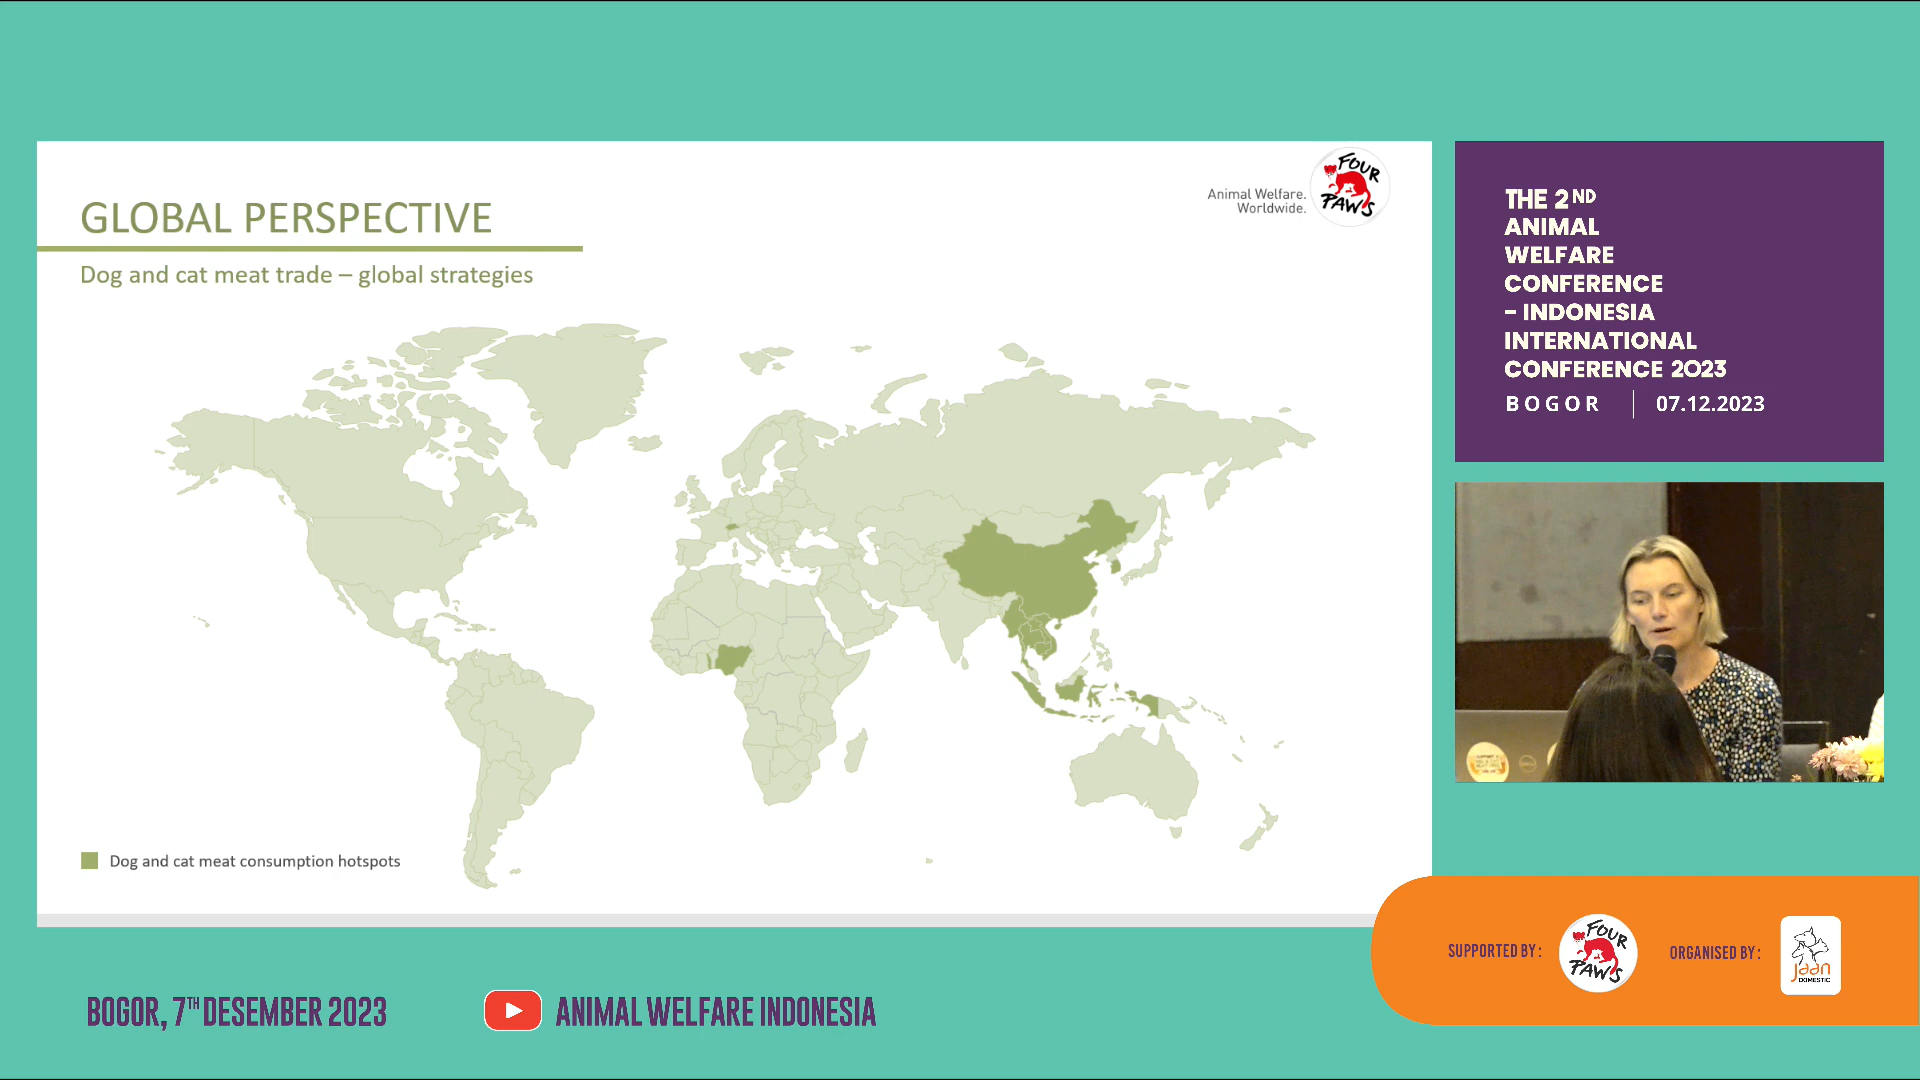 GLOBAL PERSPECTIVE
Dog and cat meat trade – global strategies
Animal Welfare.
Worldwide.
FOUR
PAWS
Dog and cat meat consumption hotspots
THE 2ND
ANIMAL
WELFARE
CONFERENCE
- INDONESIA
INTERNATIONAL
CONFERENCE 2023
BOGOR | 07.12.2023
SUPPORTED BY :
FOUR
PAWS
ORGANISED BY :
jaan
DOMESTIC
BOGOR, 7TH DESEMBER 2023
ANIMAL WELFARE INDONESIA